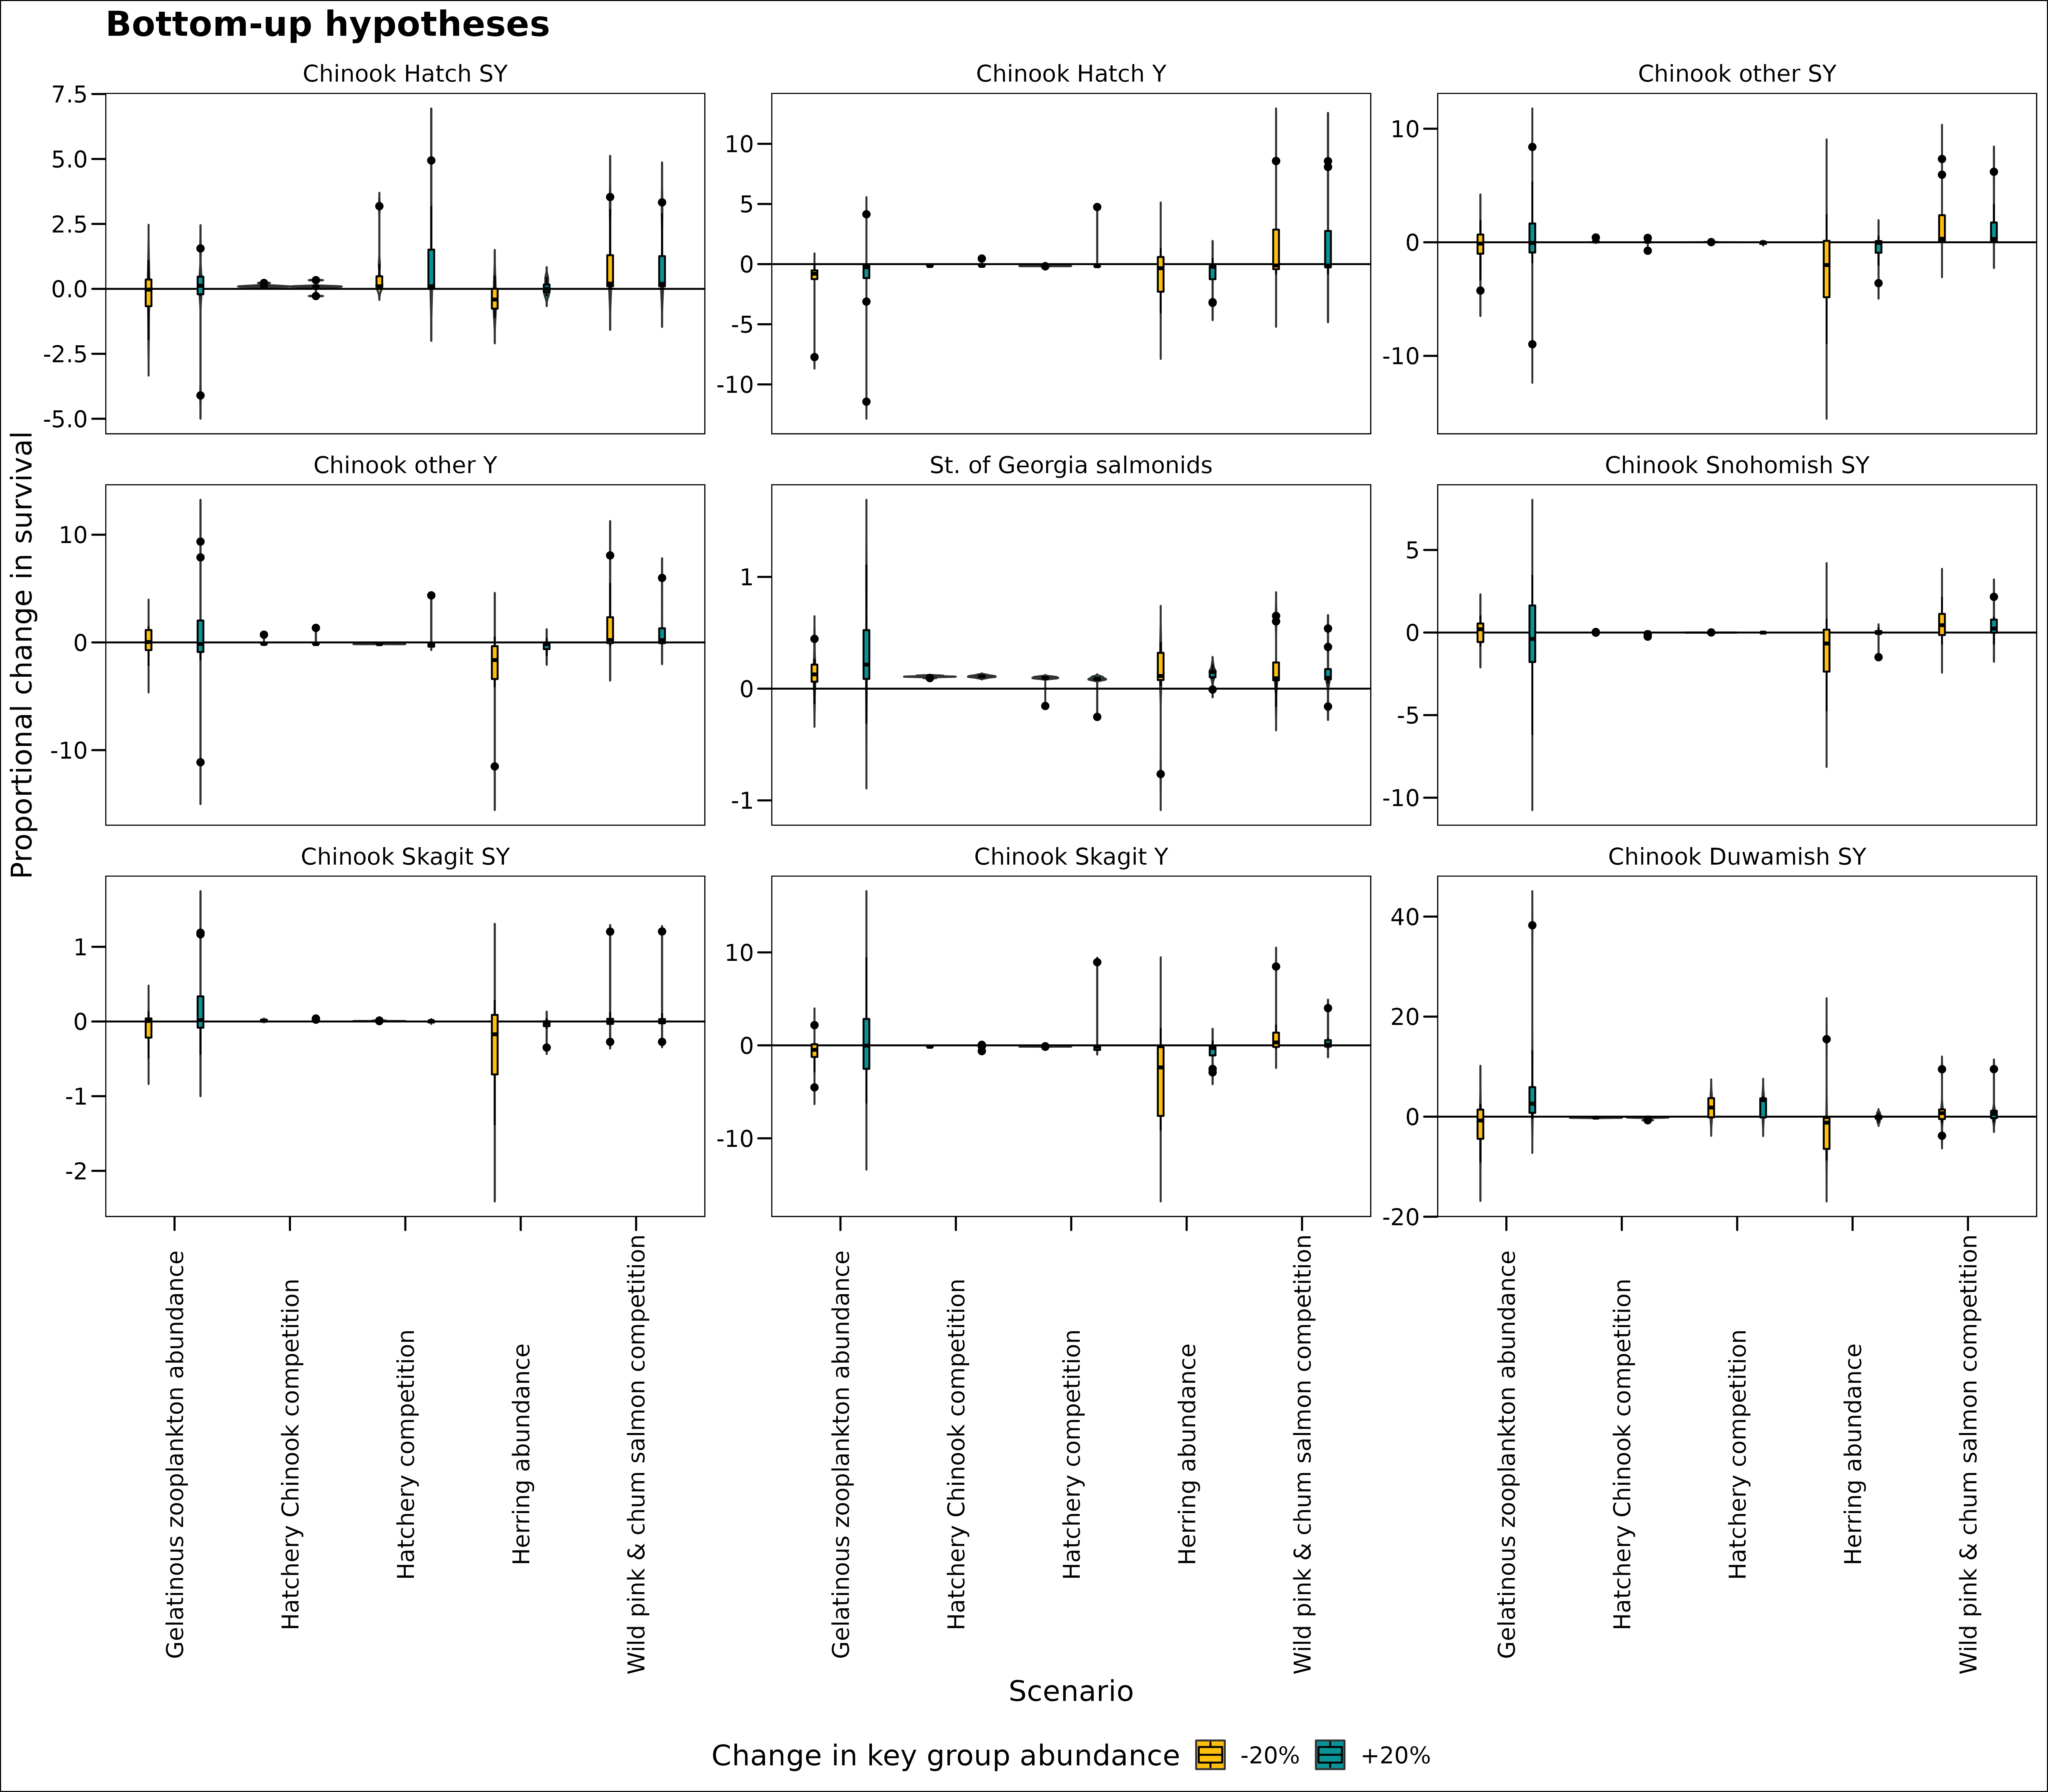 Bottom-up hypotheses
Proportional change in survival
Chinook Hatch SY
7.5
5.0
2.5
0.0
-2.5
-5.0
Chinook Hatch Y
10
5
0
-5
-10
Chinook other SY
10
0
-10
Chinook other Y
10
0
-10
St. of Georgia salmonids
1
0
-1
Chinook Snohomish SY
5
0
-5
-10
Chinook Skagit SY
1
0
-1
-2
Chinook Skagit Y
10
0
-10
Chinook Duwamish SY
40
20
0
-20
Gelatinous zooplankton abundance
Hatchery Chinook competition
Hatchery competition
Herring abundance
Wild pink & chum salmon competition
Gelatinous zooplankton abundance
Hatchery Chinook competition
Hatchery competition
Herring abundance
Wild pink & chum salmon competition
Gelatinous zooplankton abundance
Hatchery Chinook competition
Hatchery competition
Herring abundance
Wild pink & chum salmon competition
Scenario
Change in key group abundance -20% +20%